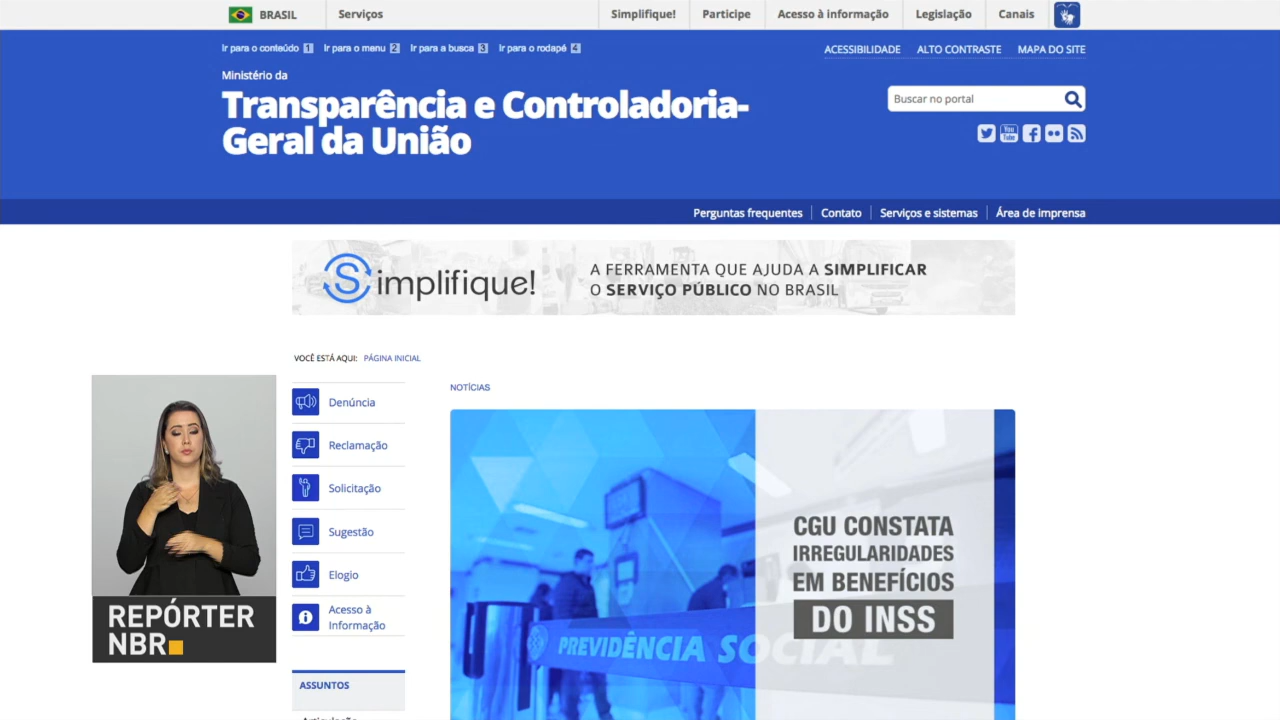 BRASIL Serviços Simplifique! Participe Acesso à informação Legislação Canais
Ir para o conteúdo 1 Ir para o menu 2 Ir para a busca 3 Ir para o rodapé 4
ACESSIBILIDADE ALTO CONTRASTE MAPA DO SITE
Ministério da
Transparência e Controladoria-
Geral da União
Buscar no portal
You
Tube
Perguntas frequentes Contato Serviços e sistemas Área de imprensa
Simplifique!
A FERRAMENTA QUE AJUDA A SIMPLIFICAR
O SERVIÇO PÚBLICO NO BRASIL
VOCÊ ESTÁ AQUI: PÁGINA INICIAL
Denúncia
Reclamação
Solicitação
Sugestão
Elogio
Acesso à
Informação
ASSUNTOS
Articulação
NOTÍCIAS
CGU CONSTATA
IRREGULARIDADES
EM BENEFÍCIOS
DO INSS
PREVIDÊNCIA SOCIAL
REPÓRTER
NBR